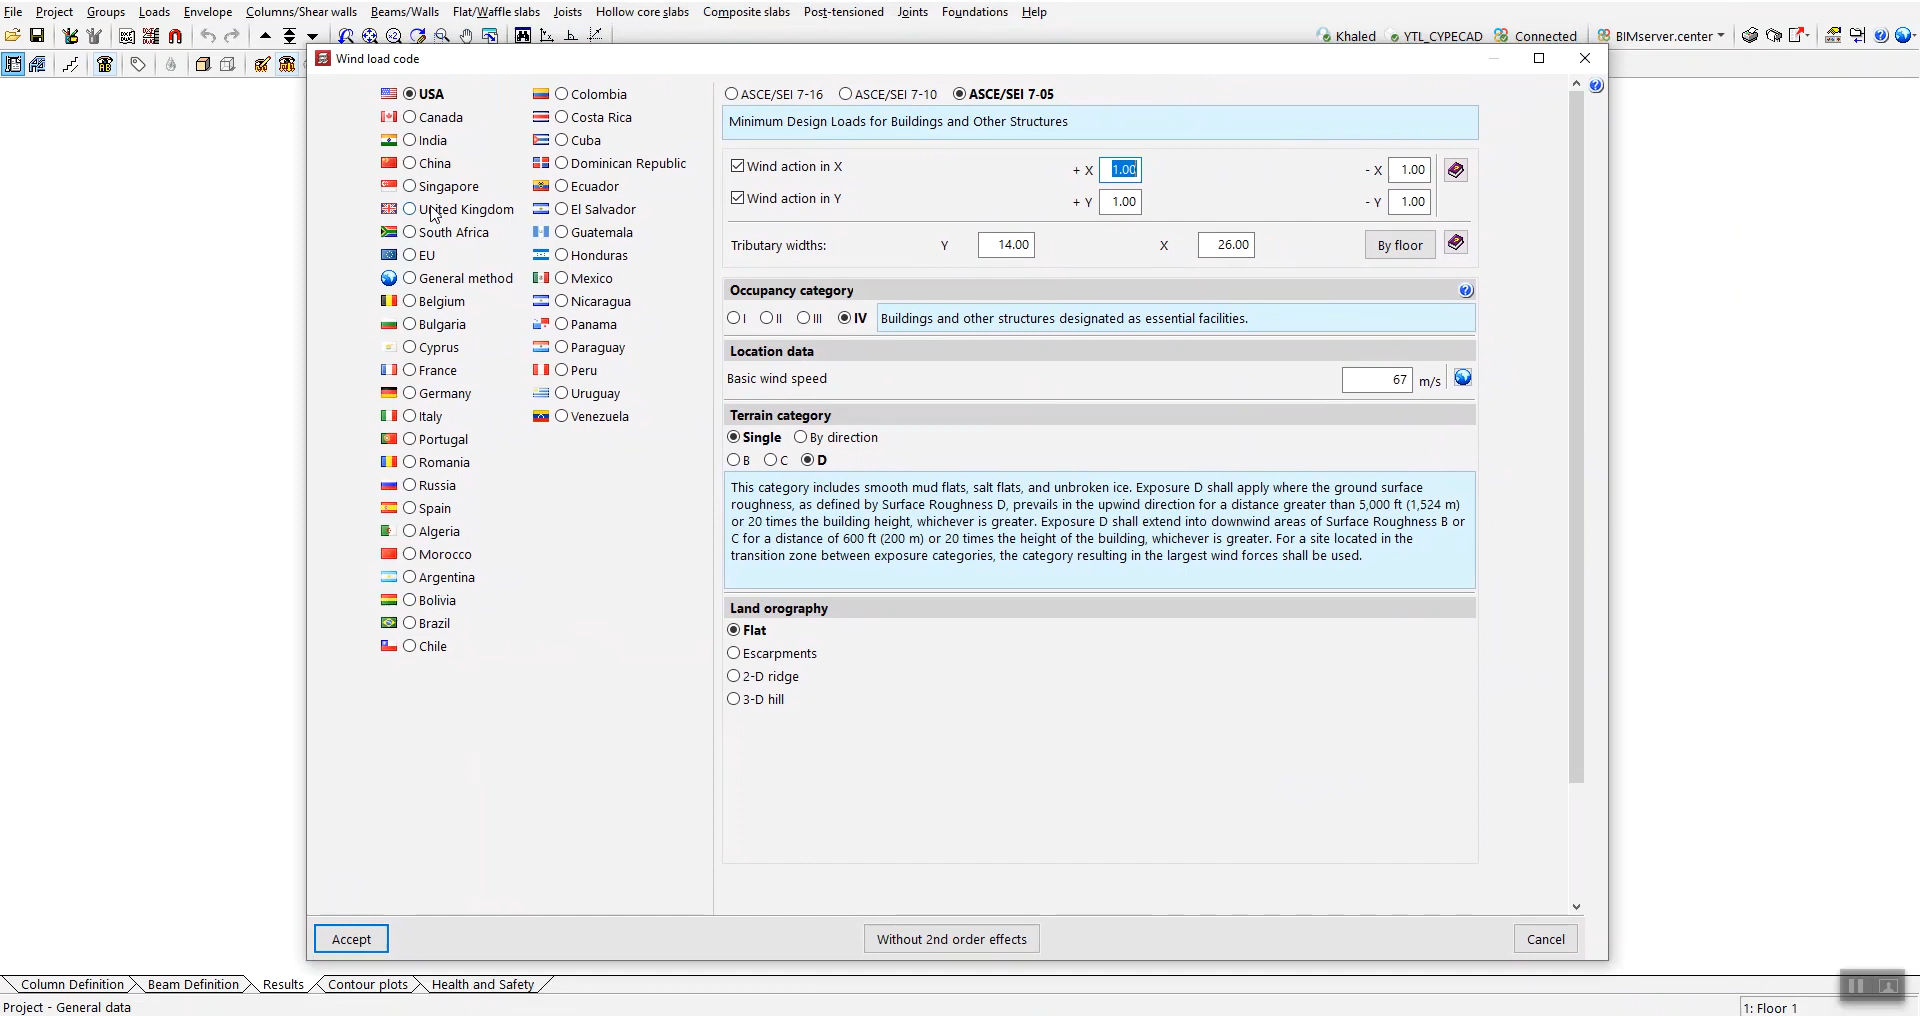 File Project Groups Loads Envelope Columns/Shear walls Beams/Walls Flat/Waffle slabs Joists Hollow core slabs Composite slabs Post-tensioned Joints Foundations Help
Khaled YTL_CYPECAD Connected BIMserver.center
Wind load code
USA
Canada
India
China
Singapore
United Kingdom
South Africa
EU
General method
Belgium
Bulgaria
Cyprus
France
Germany
Italy
Portugal
Romania
Russia
Spain
Algeria
Morocco
Argentina
Bolivia
Brazil
Chile
Colombia
Costa Rica
Cuba
Dominican Republic
Ecuador
El Salvador
Guatemala
Honduras
Mexico
Nicaragua
Panama
Paraguay
Peru
Uruguay
Venezuela
ASCE/SEI 7-16 ASCE/SEI 7-10 ASCE/SEI 7-05
Minimum Design Loads for Buildings and Other Structures
Wind action in X + X 1.00 - X 1.00
Wind action in Y + Y 1.00 - Y 1.00
Tributary widths: Y 14.00 X 26.00 By floor
Occupancy category
I II III IV Buildings and other structures designated as essential facilities.
Location data
Basic wind speed 67 m/s
Terrain category
Single By direction
B C D
This category includes smooth mud flats, salt flats, and unbroken ice. Exposure D shall apply where the ground surface
roughness, as defined by Surface Roughness D, prevails in the upwind direction for a distance greater than 5,000 ft (1,524 m)
or 20 times the building height, whichever is greater. Exposure D shall extend into downwind areas of Surface Roughness B or
C for a distance of 600 ft (200 m) or 20 times the height of the building, whichever is greater. For a site located in the
transition zone between exposure categories, the category resulting in the largest wind forces shall be used.
Land orography
Flat
Escarpments
2-D ridge
3-D hill
Accept Without 2nd order effects Cancel
Column Definition Beam Definition Results Contour plots Health and Safety
Project - General data 1: Floor 1